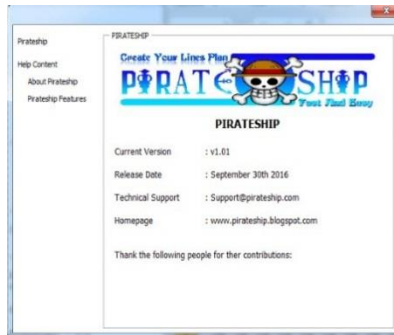 Pirateship
Help Content
About Pirateship
Prateship Features
PIRATESHIP
Create Your Lines Plan
PIRATE SHIP
Fast And Easy
PIRATESHIP
Current Version : v1.01
Release Date : September 30th 2016
Technical Support : Support@pirateship.com
Homepage : www.pirateship.blogspot.com
Thank the following people for ther contributions: